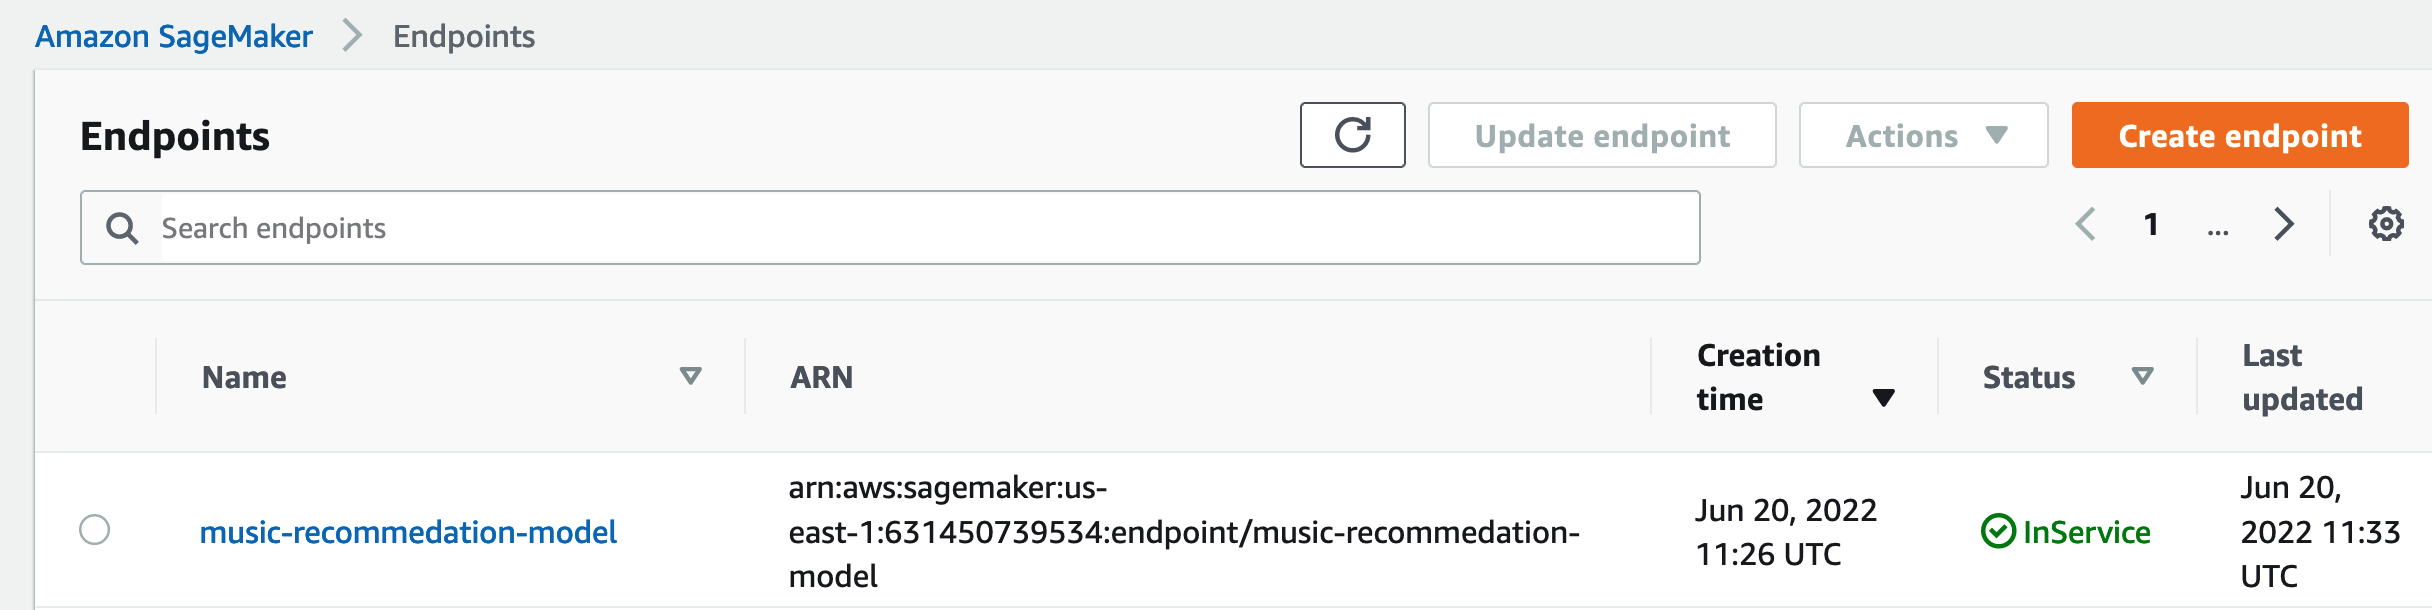 Amazon SageMaker > Endpoints
Endpoints
Update endpoint
Actions
Create endpoint
Search endpoints
1
...
Name
ARN
Creation
time
Status
Last
updated
music-recommedation-model
arn:aws:sagemaker:us-
east-1:631450739534:endpoint/music-recommedation-
model
Jun 20, 2022
11:26 UTC
InService
Jun 20,
2022 11:33
UTC